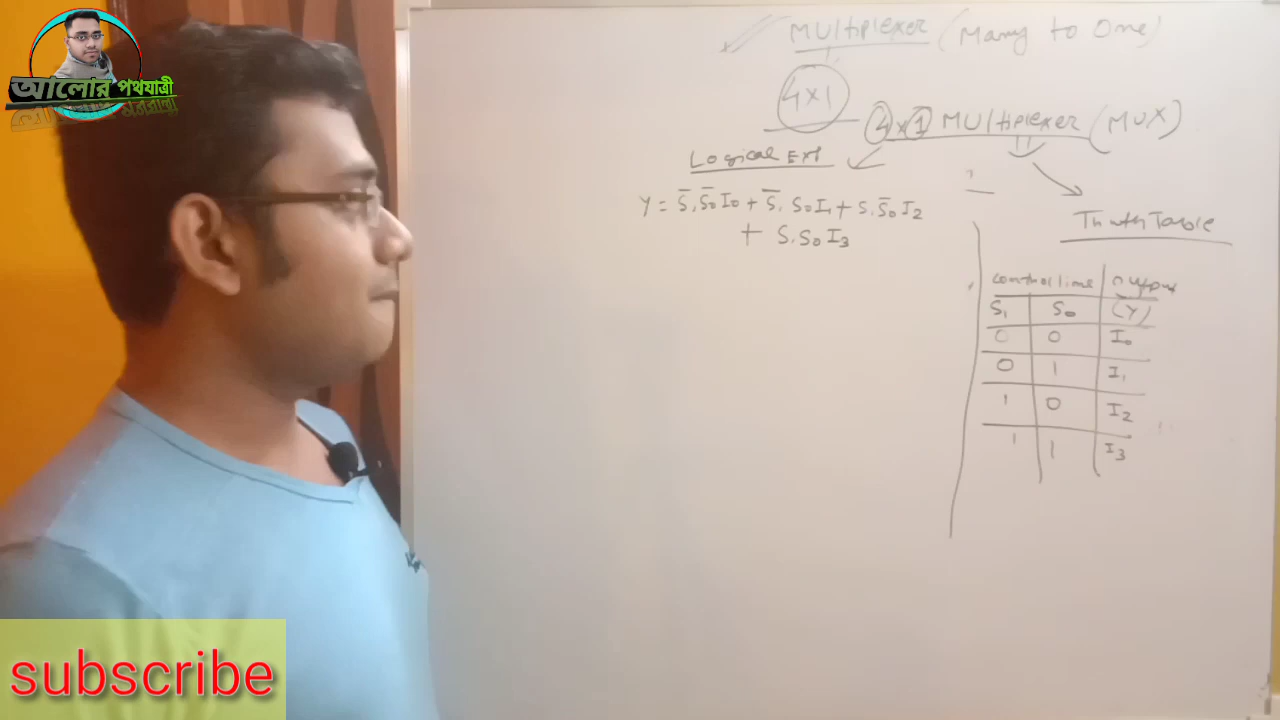 আলোর পথযাত্রী
Multiplexer (Many to One)
4x1
4x1 Multiplexer (MUX)
Logical Exp
Y = S̅₁S̅₀I₀ + S̅₁S₀I₁ + S₁S̅₀I₂
+ S₁S₀I₃
Truth Table
control line output
S₁ S₀ (Y)
0 0 I₀
0 1 I₁
1 0 I₂
1 1 I₃
subscribe